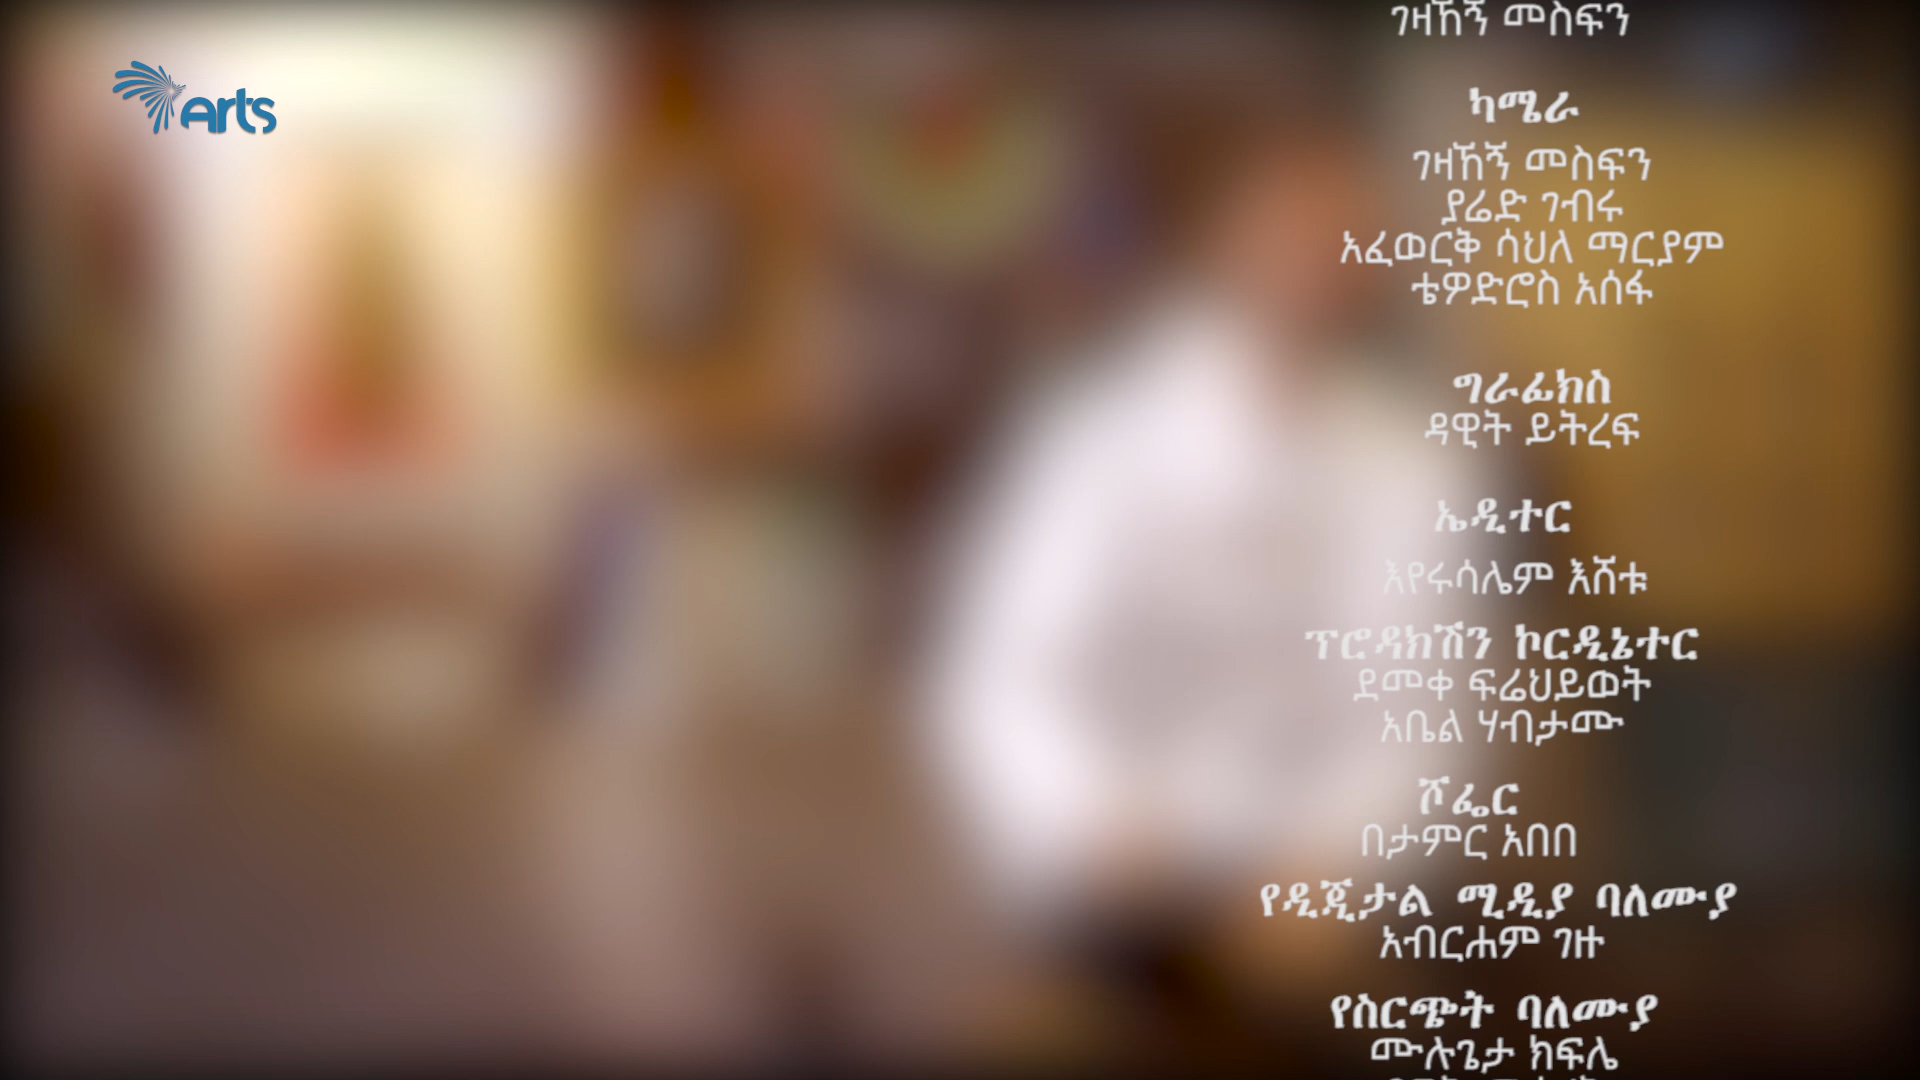 Arts
ገዛኸኝ መስፍን
ካሜራ
ገዛኸኝ መስፍን
ያሬድ ገብሩ
አፈወርቅ ሳህለ ማርያም
ቴዎድሮስ አሰፋ
ግራፊክስ
ዳዊት ይትረፍ
ኤዲተር
እየሩሳሌም እሸቱ
ፕሮዳክሽን ኮርዲኔተር
ደመቀ ፍሬህይወት
አቤል ሃብታሙ
ሾፌር
በታምር አበበ
የዲጂታል ሚዲያ ባለሙያ
አብርሐም ገዙ
የስርጭት ባለሙያ
ሙሉጌታ ክፍሌ